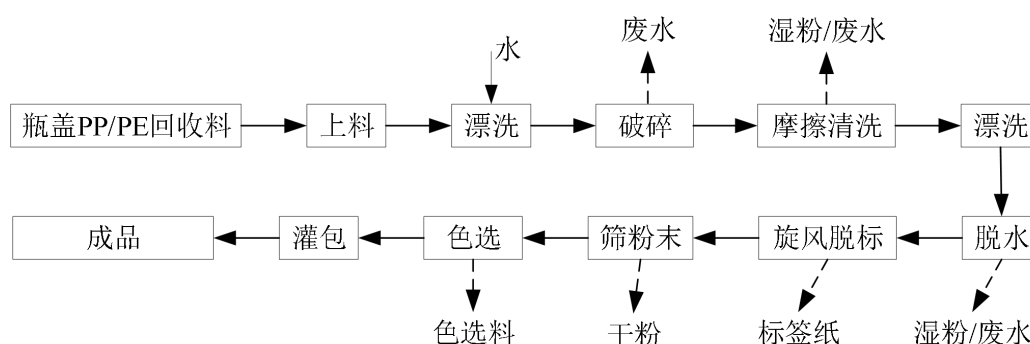 废水
湿粉/废水
水
瓶盖PP/PE回收料
上料
漂洗
破碎
摩擦清洗
漂洗
成品
灌包
色选
筛粉末
旋风脱标
脱水
色选料
干粉
标签纸
湿粉/废水